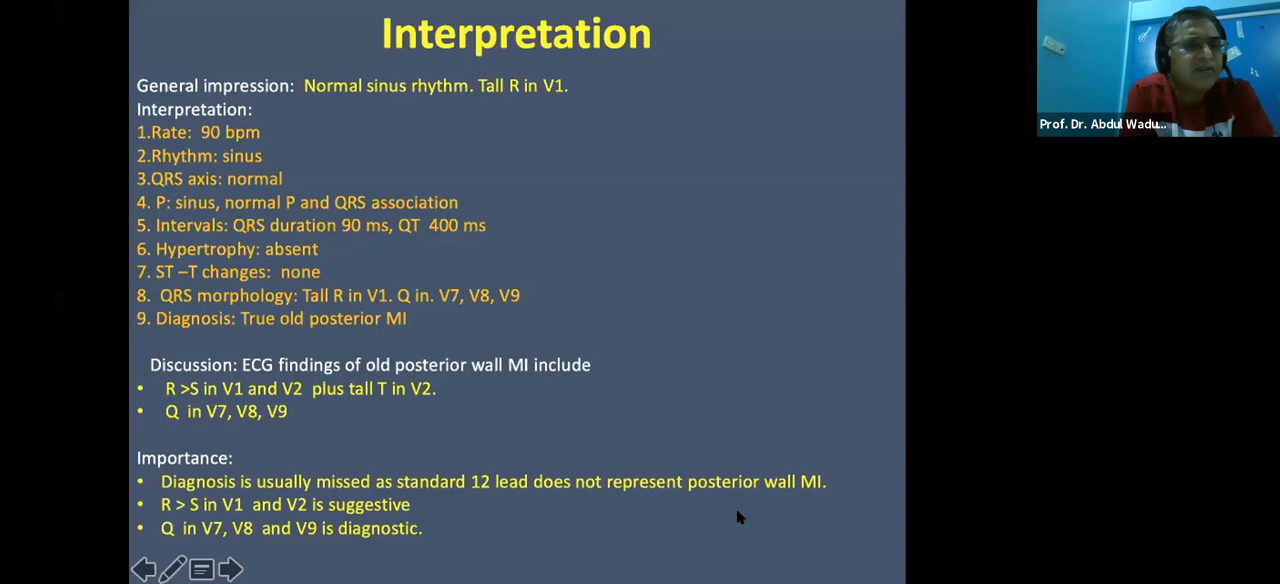 Interpretation
General impression: Normal sinus rhythm. Tall R in V1.
Interpretation:
1.Rate: 90 bpm
2.Rhythm: sinus
3.QRS axis: normal
4. P: sinus, normal P and QRS association
5. Intervals: QRS duration 90 ms, QT 400 ms
6. Hypertrophy: absent
7. ST –T changes: none
8. QRS morphology: Tall R in V1. Q in. V7, V8, V9
9. Diagnosis: True old posterior MI
Discussion: ECG findings of old posterior wall MI include
• R >S in V1 and V2 plus tall T in V2.
• Q in V7, V8, V9
Importance:
• Diagnosis is usually missed as standard 12 lead does not represent posterior wall MI.
• R > S in V1 and V2 is suggestive
• Q in V7, V8 and V9 is diagnostic.
Prof. Dr. Abdul Wadu...